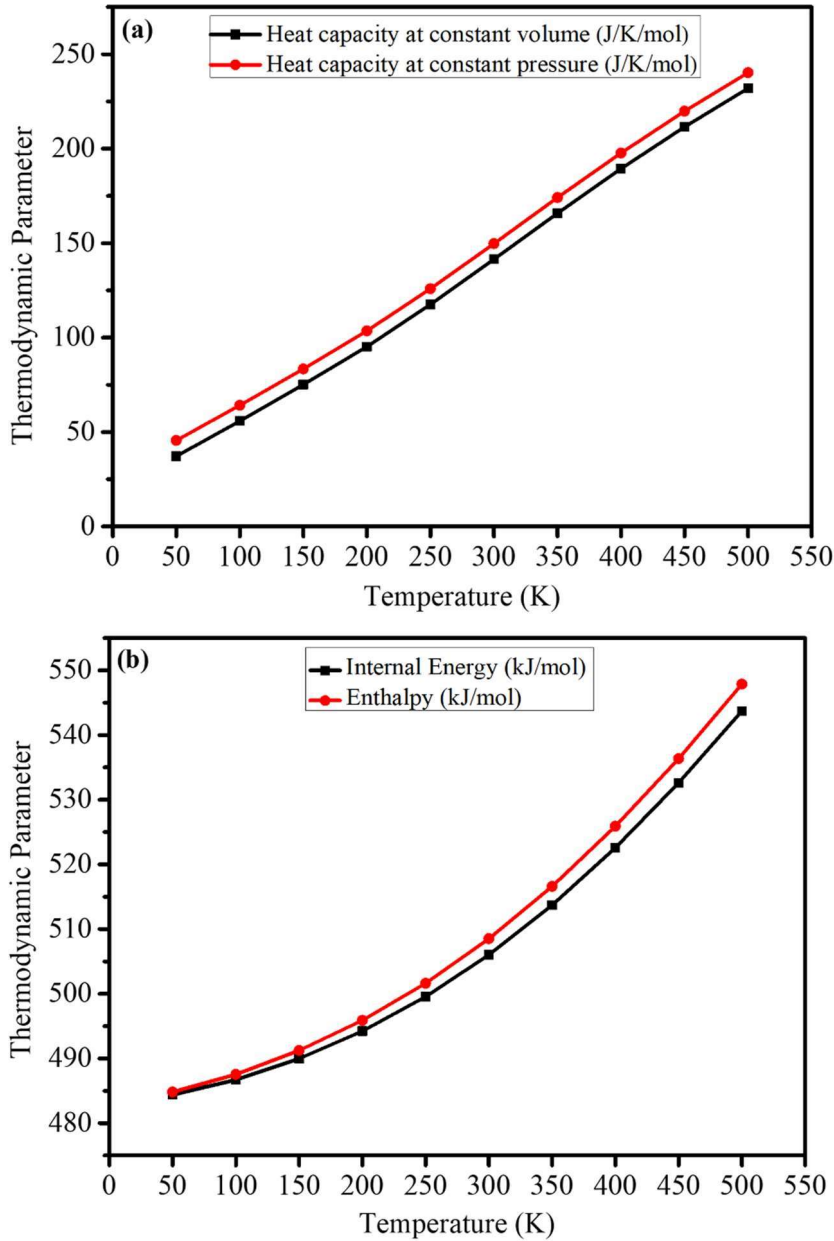 (a)
Heat capacity at constant volume (J/K/mol)
Heat capacity at constant pressure (J/K/mol)
250
200
150
100
50
0
Thermodynamic Parameter
0 50 100 150 200 250 300 350 400 450 500 550
Temperature (K)
(b)
Internal Energy (kJ/mol)
Enthalpy (kJ/mol)
550
540
530
520
510
500
490
480
Thermodynamic Parameter
0 50 100 150 200 250 300 350 400 450 500 550
Temperature (K)